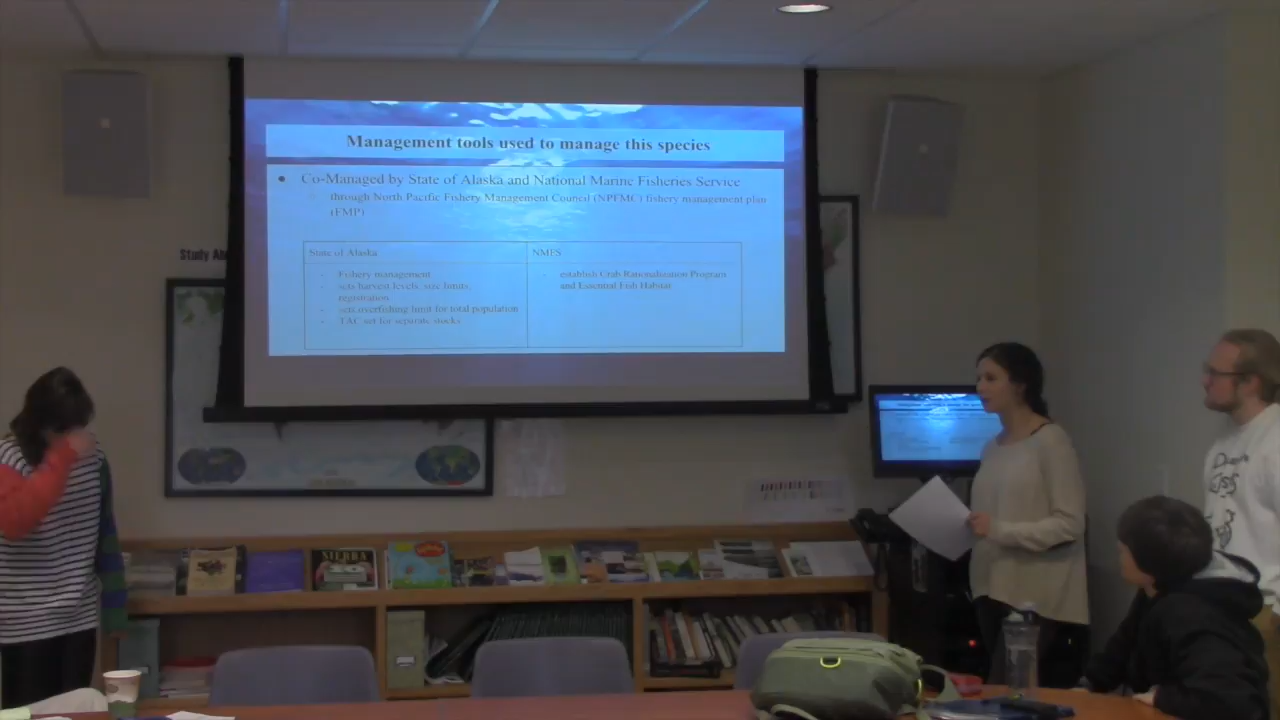 Management tools used to manage this species
Co-Managed by State of Alaska and National Marine Fisheries Service
through North Pacific Fishery Management Council (NPFMC) fishery management plan
(FMP)
State of Alaska
NMFS
- Fishery management
- sets harvest levels, size limits,
registration
- sets overfishing limit for total population
- TAC set for separate stocks
- establish Crab Rationalization Program
and Essential Fish Habitat
Study
SIERRA